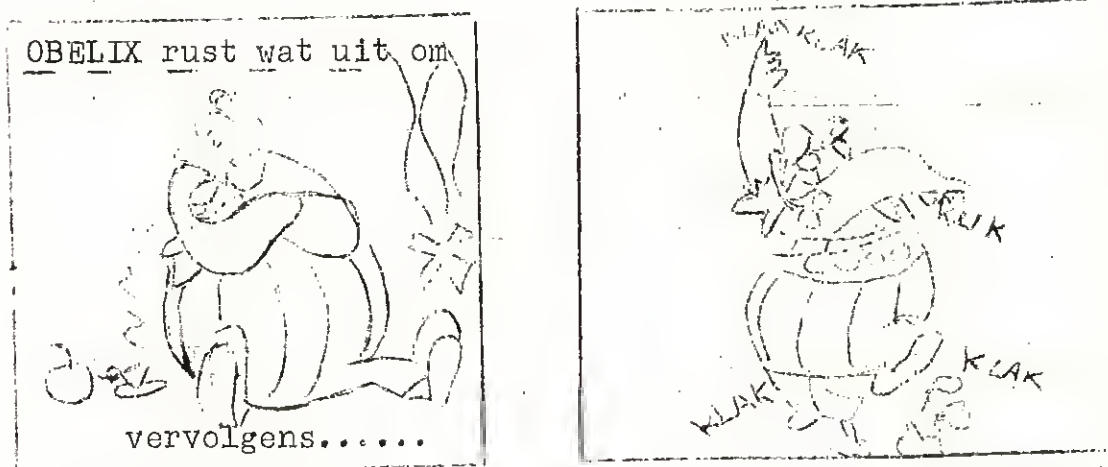 OBELIX rust wat uit om
vervolgens......
KLAK KLAK
KLIK
KLAK
KLAK